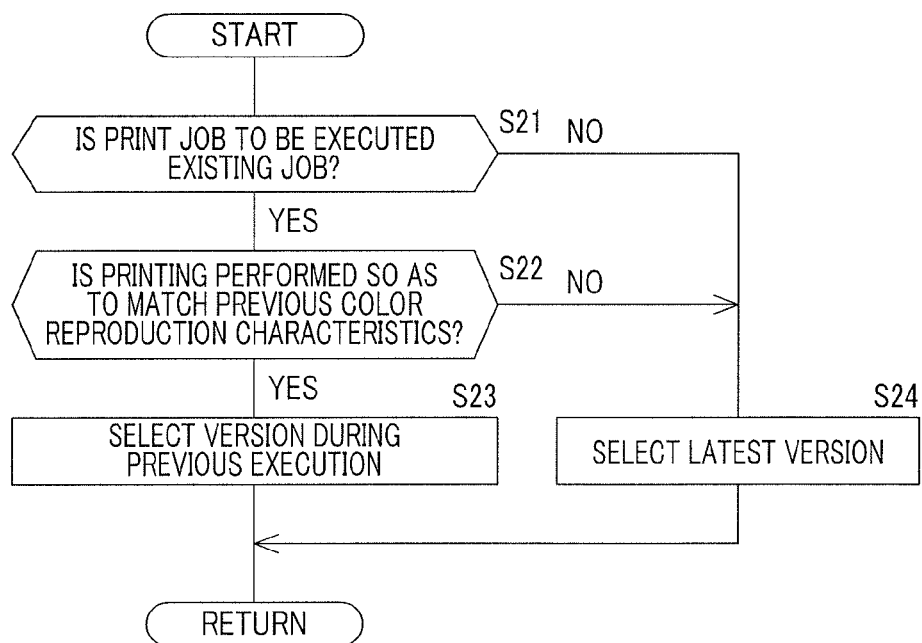 START
IS PRINT JOB TO BE EXECUTED
EXISTING JOB?
S21
NO
YES
IS PRINTING PERFORMED SO AS
TO MATCH PREVIOUS COLOR
REPRODUCTION CHARACTERISTICS?
S22
NO
YES
S23
SELECT VERSION DURING
PREVIOUS EXECUTION
S24
SELECT LATEST VERSION
RETURN